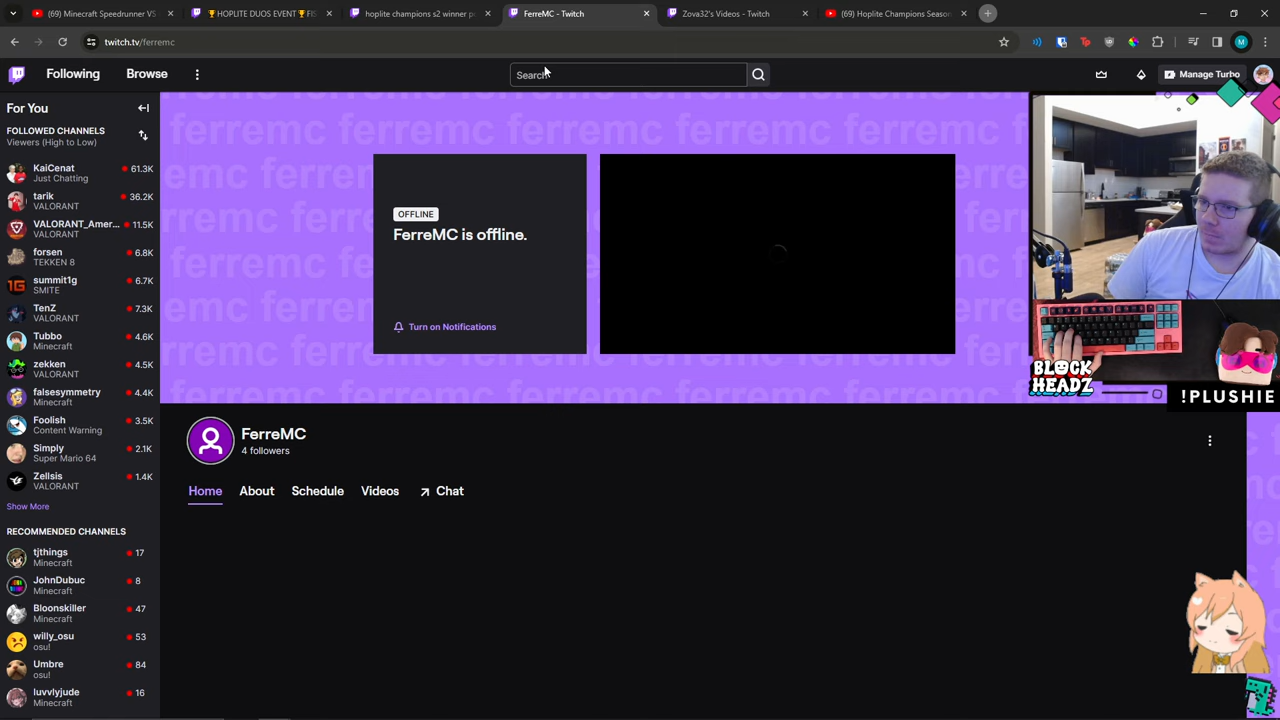 (69) Minecraft Speedrunner VS
HOPLITE DUOS EVENT
hoplite champions s2 winner p
FerreMC - Twitch
Zova32's Videos - Twitch
(69) Hoplite Champions Seaso
twitch.tv/ferremc
M
Following
Browse
Search
Manage Turbo
For You
FOLLOWED CHANNELS
Viewers (High to Low)
KaiCenat
61.3K
Just Chatting
tarik
36.2K
VALORANT
VALORANT_Amer...
11.5K
VALORANT
forsen
6.8K
TEKKEN 8
summit1g
6.7K
SMITE
TenZ
7.3K
VALORANT
Tubbo
4.6K
Minecraft
zekken
4.5K
VALORANT
falsesymmetry
4.4K
Minecraft
Foolish
3.5K
Content Warning
Simply
2.1K
Super Mario 64
Zellsis
1.4K
VALORANT
Show More
RECOMMENDED CHANNELS
tjthings
17
Minecraft
JohnDubuc
8
Minecraft
Bloonskiller
47
Minecraft
willy_osu
53
osu!
Umbre
84
osu!
luvvlyjude
16
Minecraft
ferremc ferremc ferremc ferremc ferremc
OFFLINE
FerreMC is offline.
Turn on Notifications
FerreMC
4 followers
Home
About
Schedule
Videos
Chat
BLOCK
HEADZ
!PLUSHIE